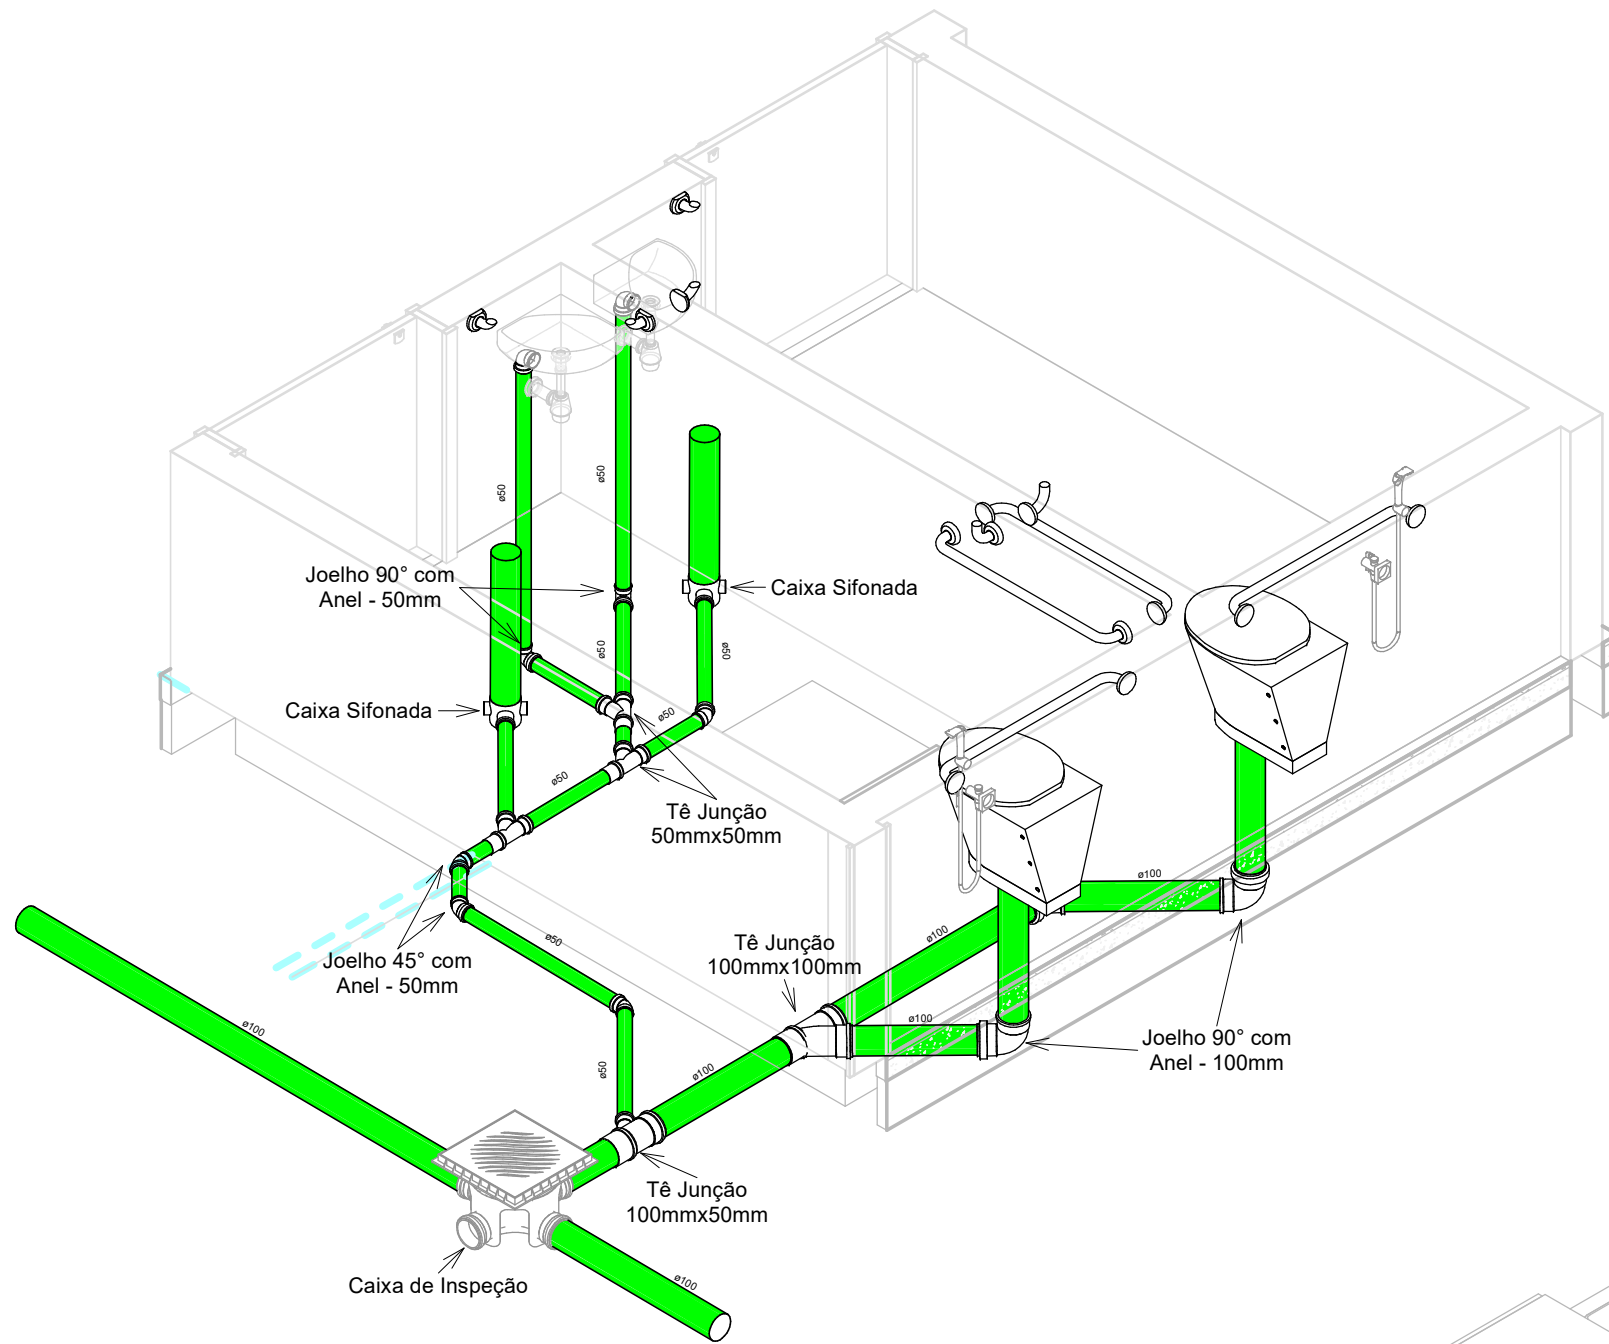 ø50
ø50
Joelho 90° com
Anel - 50mm
Caixa Sifonada
ø50
ø50
Caixa Sifonada
ø50
ø50
Tê Junção
50mmx50mm
ø100
Joelho 45° com
Anel - 50mm
ø50
Tê Junção
100mmx100mm
ø100
ø100
ø100
Joelho 90° com
Anel - 100mm
ø50
ø100
Tê Junção
100mmx50mm
Caixa de Inspeção
ø100